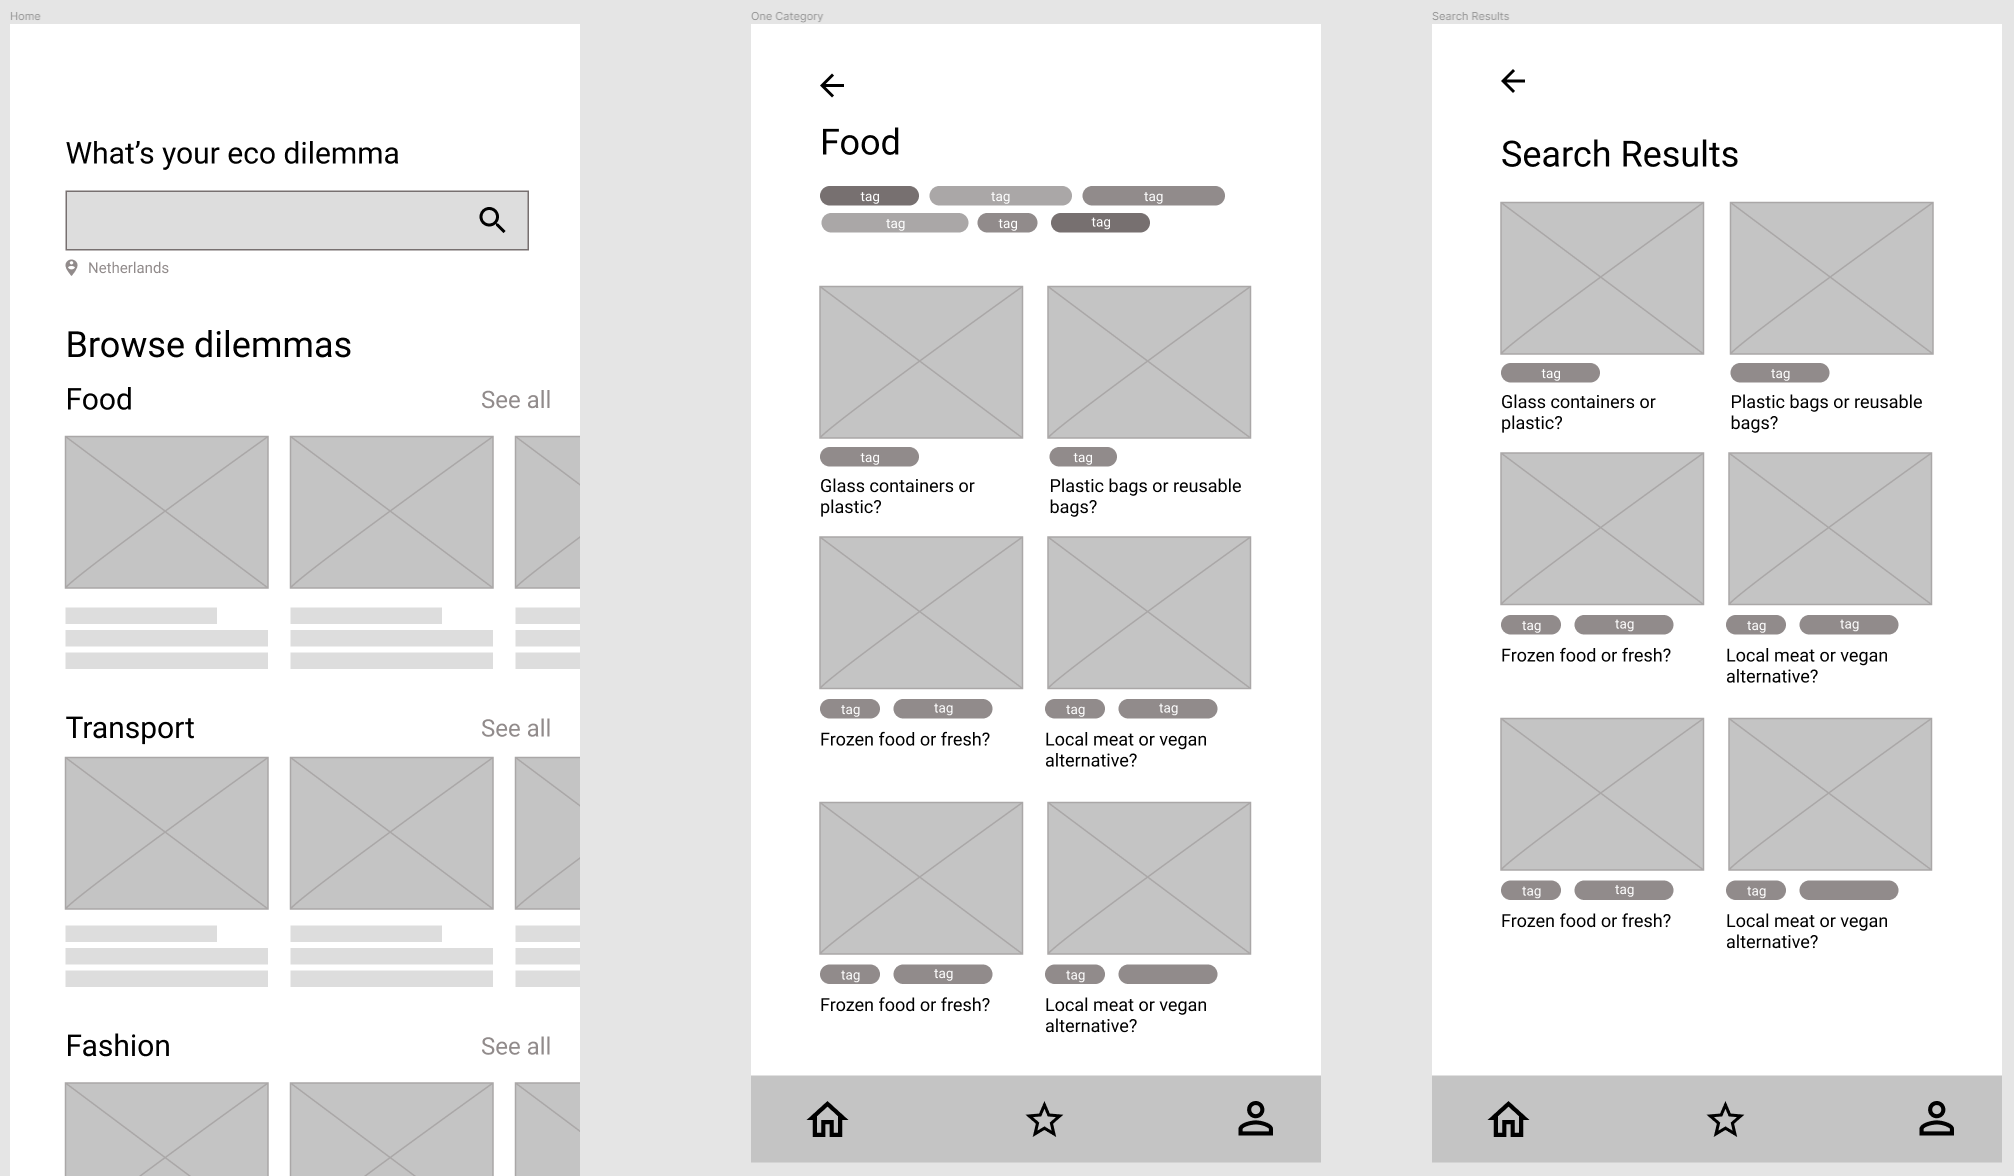 Home
What's your eco dilemma
Netherlands
Browse dilemmas
Food
See all
Transport
See all
Fashion
See all
One Category
Food
tag
tag
tag
tag
tag
tag
tag
tag
Glass containers or
plastic?
Plastic bags or reusable
bags?
tag
tag
tag
tag
Frozen food or fresh?
Local meat or vegan
alternative?
tag
tag
tag
Frozen food or fresh?
Local meat or vegan
alternative?
Search Results
Search Results
tag
tag
Glass containers or
plastic?
Plastic bags or reusable
bags?
tag
tag
tag
tag
Frozen food or fresh?
Local meat or vegan
alternative?
tag
tag
tag
Frozen food or fresh?
Local meat or vegan
alternative?